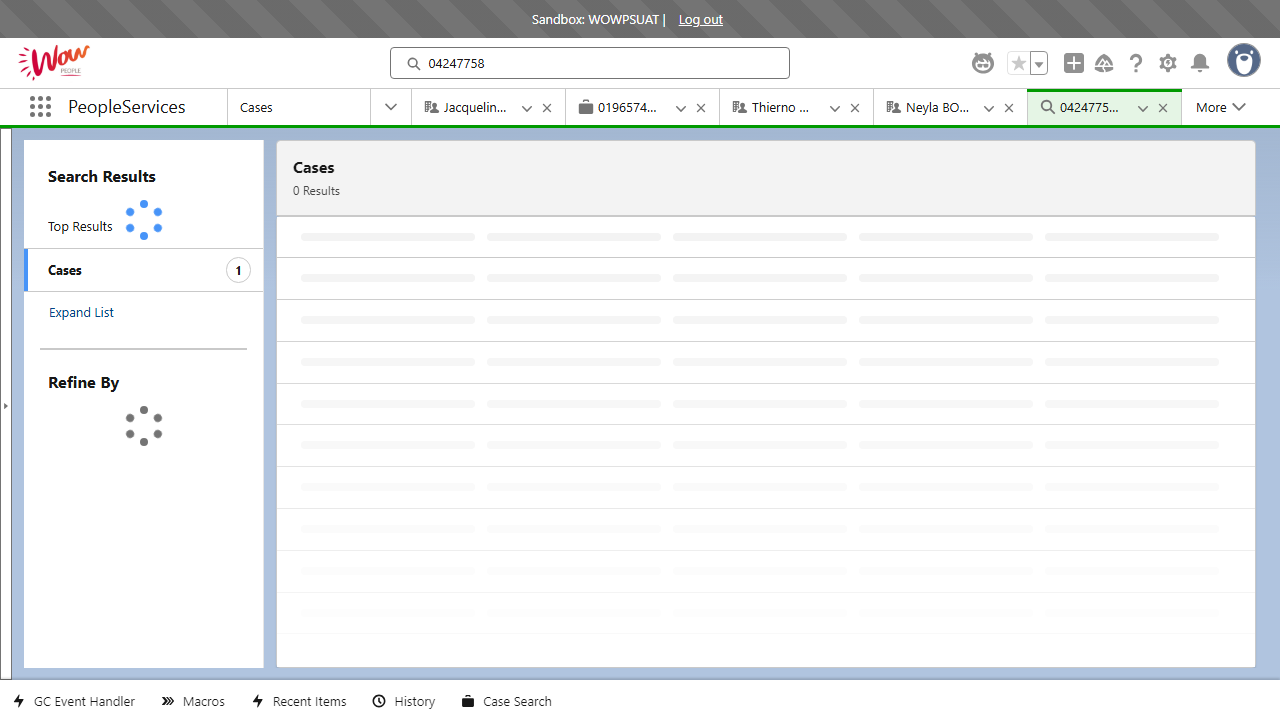 Sandbox: WOWPSUAT | Log out
Wow
PEOPLE
04247758
PeopleServices
Cases
Jacquelin...
0196574...
Thierno ...
Neyla BO...
0424775...
More
Search Results
Top Results
Cases
1
Expand List
Refine By
Cases
0 Results
GC Event Handler
Macros
Recent Items
History
Case Search